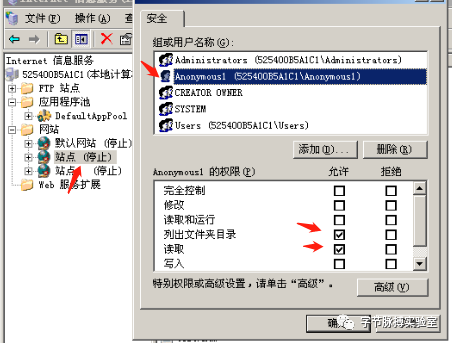 Internet 信息服务
文件(F)  操作(A)  查
Internet 信息服务
525400B5A1C1(本地计算机
FTP 站点
应用程序池
DefaultAppPool
网站
默认网站 (停止)
站点 (停止)
站点 (停止)
Web 服务扩展
安全
组或用户名称(G):
Administrators (525400B5A1C1\Administrators)
Anonymous1 (525400B5A1C1\Anonymous1)
CREATOR OWNER
SYSTEM
Users (525400B5A1C1\Users)
添加(D)...  删除(R)
Anonymous1 的权限(P)  允许  拒绝
完全控制
修改
读取和运行
列出文件夹目录
读取
写入
特别权限或高级设置，请单击“高级”。
高级(V)
确
字节脉搏实验室